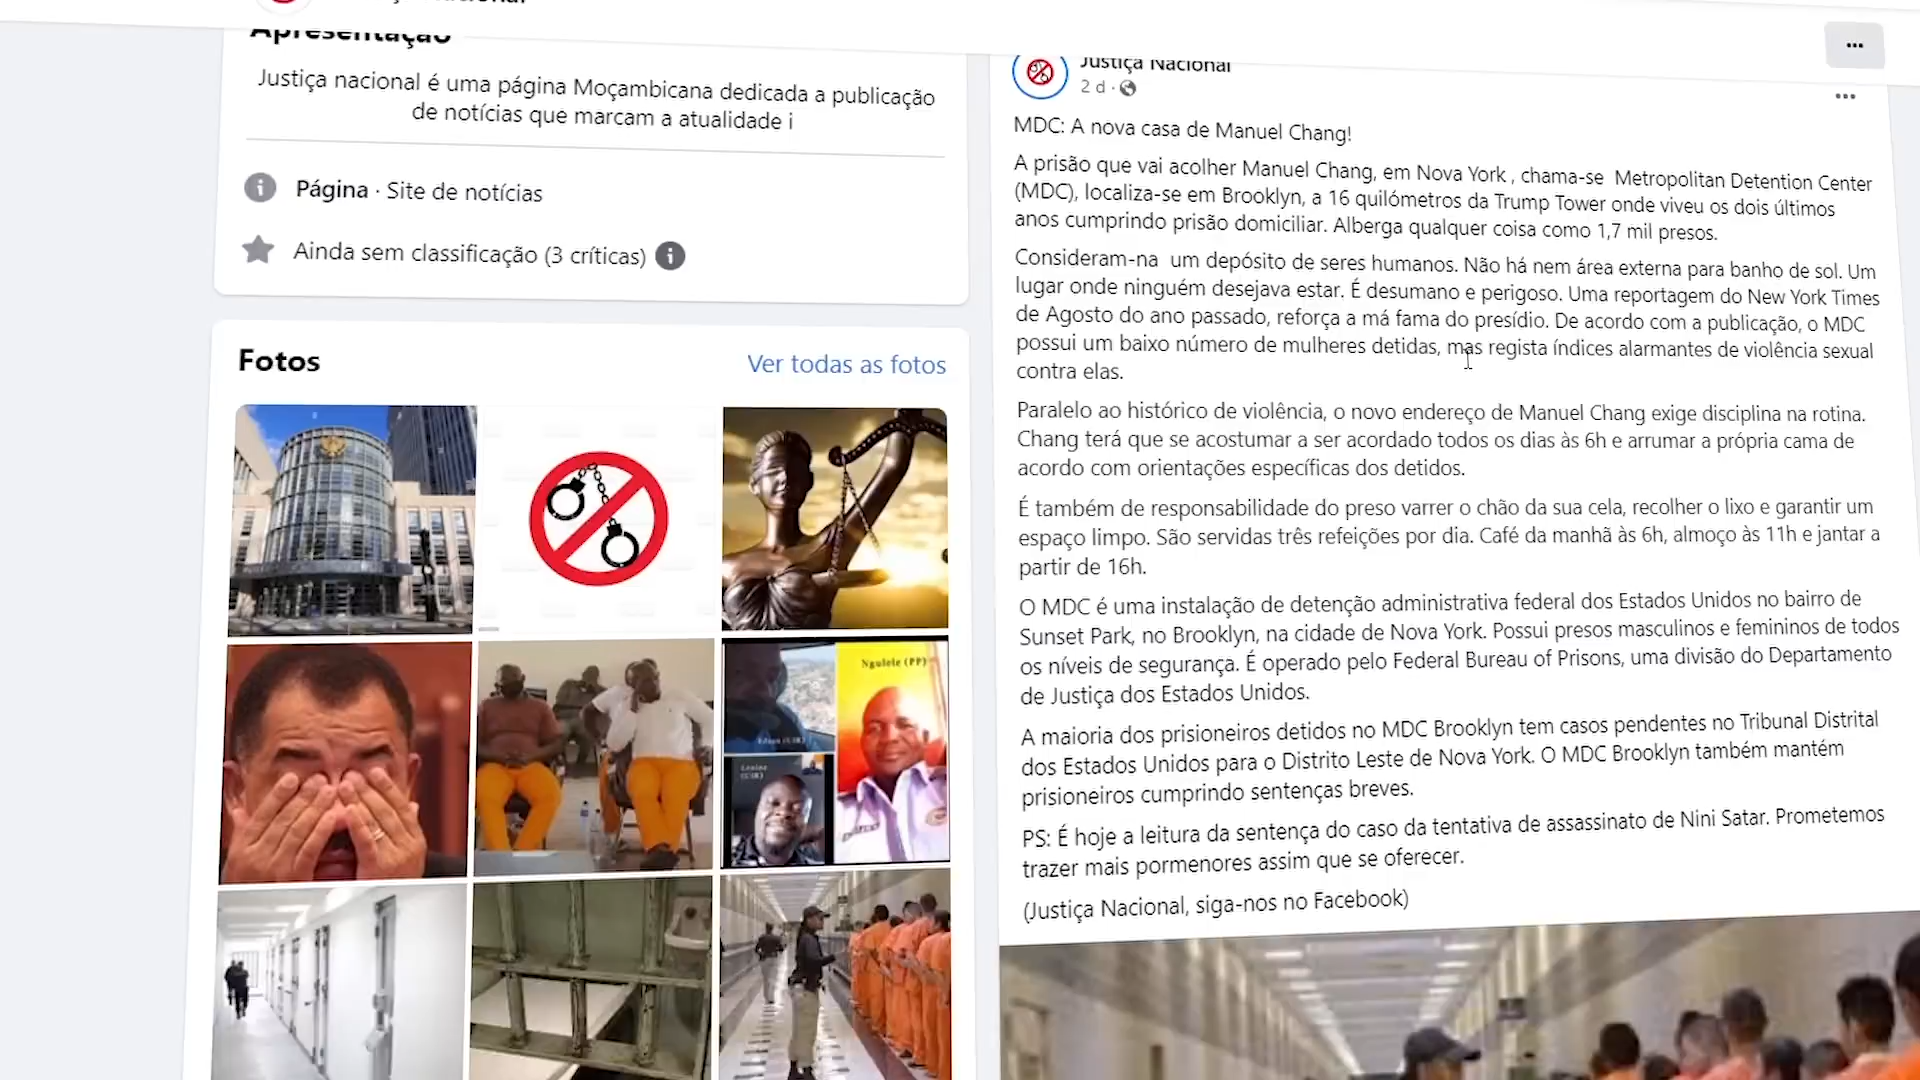 Apresentação
Justiça nacional é uma página Moçambicana dedicada a publicação
de notícias que marcam a atualidade i
Página · Site de notícias
Ainda sem classificação (3 críticas)
Fotos
Ver todas as fotos
Ngulele (PP)
Justiça Nacional
2 d ·
MDC: A nova casa de Manuel Chang!
A prisão que vai acolher Manuel Chang, em Nova York , chama-se  Metropolitan Detention Center
(MDC), localiza-se em Brooklyn, a 16 quilómetros da Trump Tower onde viveu os dois últimos
anos cumprindo prisão domiciliar. Alberga qualquer coisa como 1,7 mil presos.
Consideram-na  um depósito de seres humanos. Não há nem área externa para banho de sol. Um
lugar onde ninguém desejava estar. É desumano e perigoso. Uma reportagem do New York Times
de Agosto do ano passado, reforça a má fama do presídio. De acordo com a publicação, o MDC
possui um baixo número de mulheres detidas, mas regista índices alarmantes de violência sexual
contra elas.
Paralelo ao histórico de violência, o novo endereço de Manuel Chang exige disciplina na rotina.
Chang terá que se acostumar a ser acordado todos os dias às 6h e arrumar a própria cama de
acordo com orientações específicas dos detidos.
É também de responsabilidade do preso varrer o chão da sua cela, recolher o lixo e garantir um
espaço limpo. São servidas três refeições por dia. Café da manhã às 6h, almoço às 11h e jantar a
partir de 16h.
O MDC é uma instalação de detenção administrativa federal dos Estados Unidos no bairro de
Sunset Park, no Brooklyn, na cidade de Nova York. Possui presos masculinos e femininos de todos
os níveis de segurança. É operado pelo Federal Bureau of Prisons, uma divisão do Departamento
de Justiça dos Estados Unidos.
A maioria dos prisioneiros detidos no MDC Brooklyn tem casos pendentes no Tribunal Distrital
dos Estados Unidos para o Distrito Leste de Nova York. O MDC Brooklyn também mantém
prisioneiros cumprindo sentenças breves.
PS: É hoje a leitura da sentença do caso da tentativa de assassinato de Nini Satar. Prometemos
trazer mais pormenores assim que se oferecer.
(Justiça Nacional, siga-nos no Facebook)